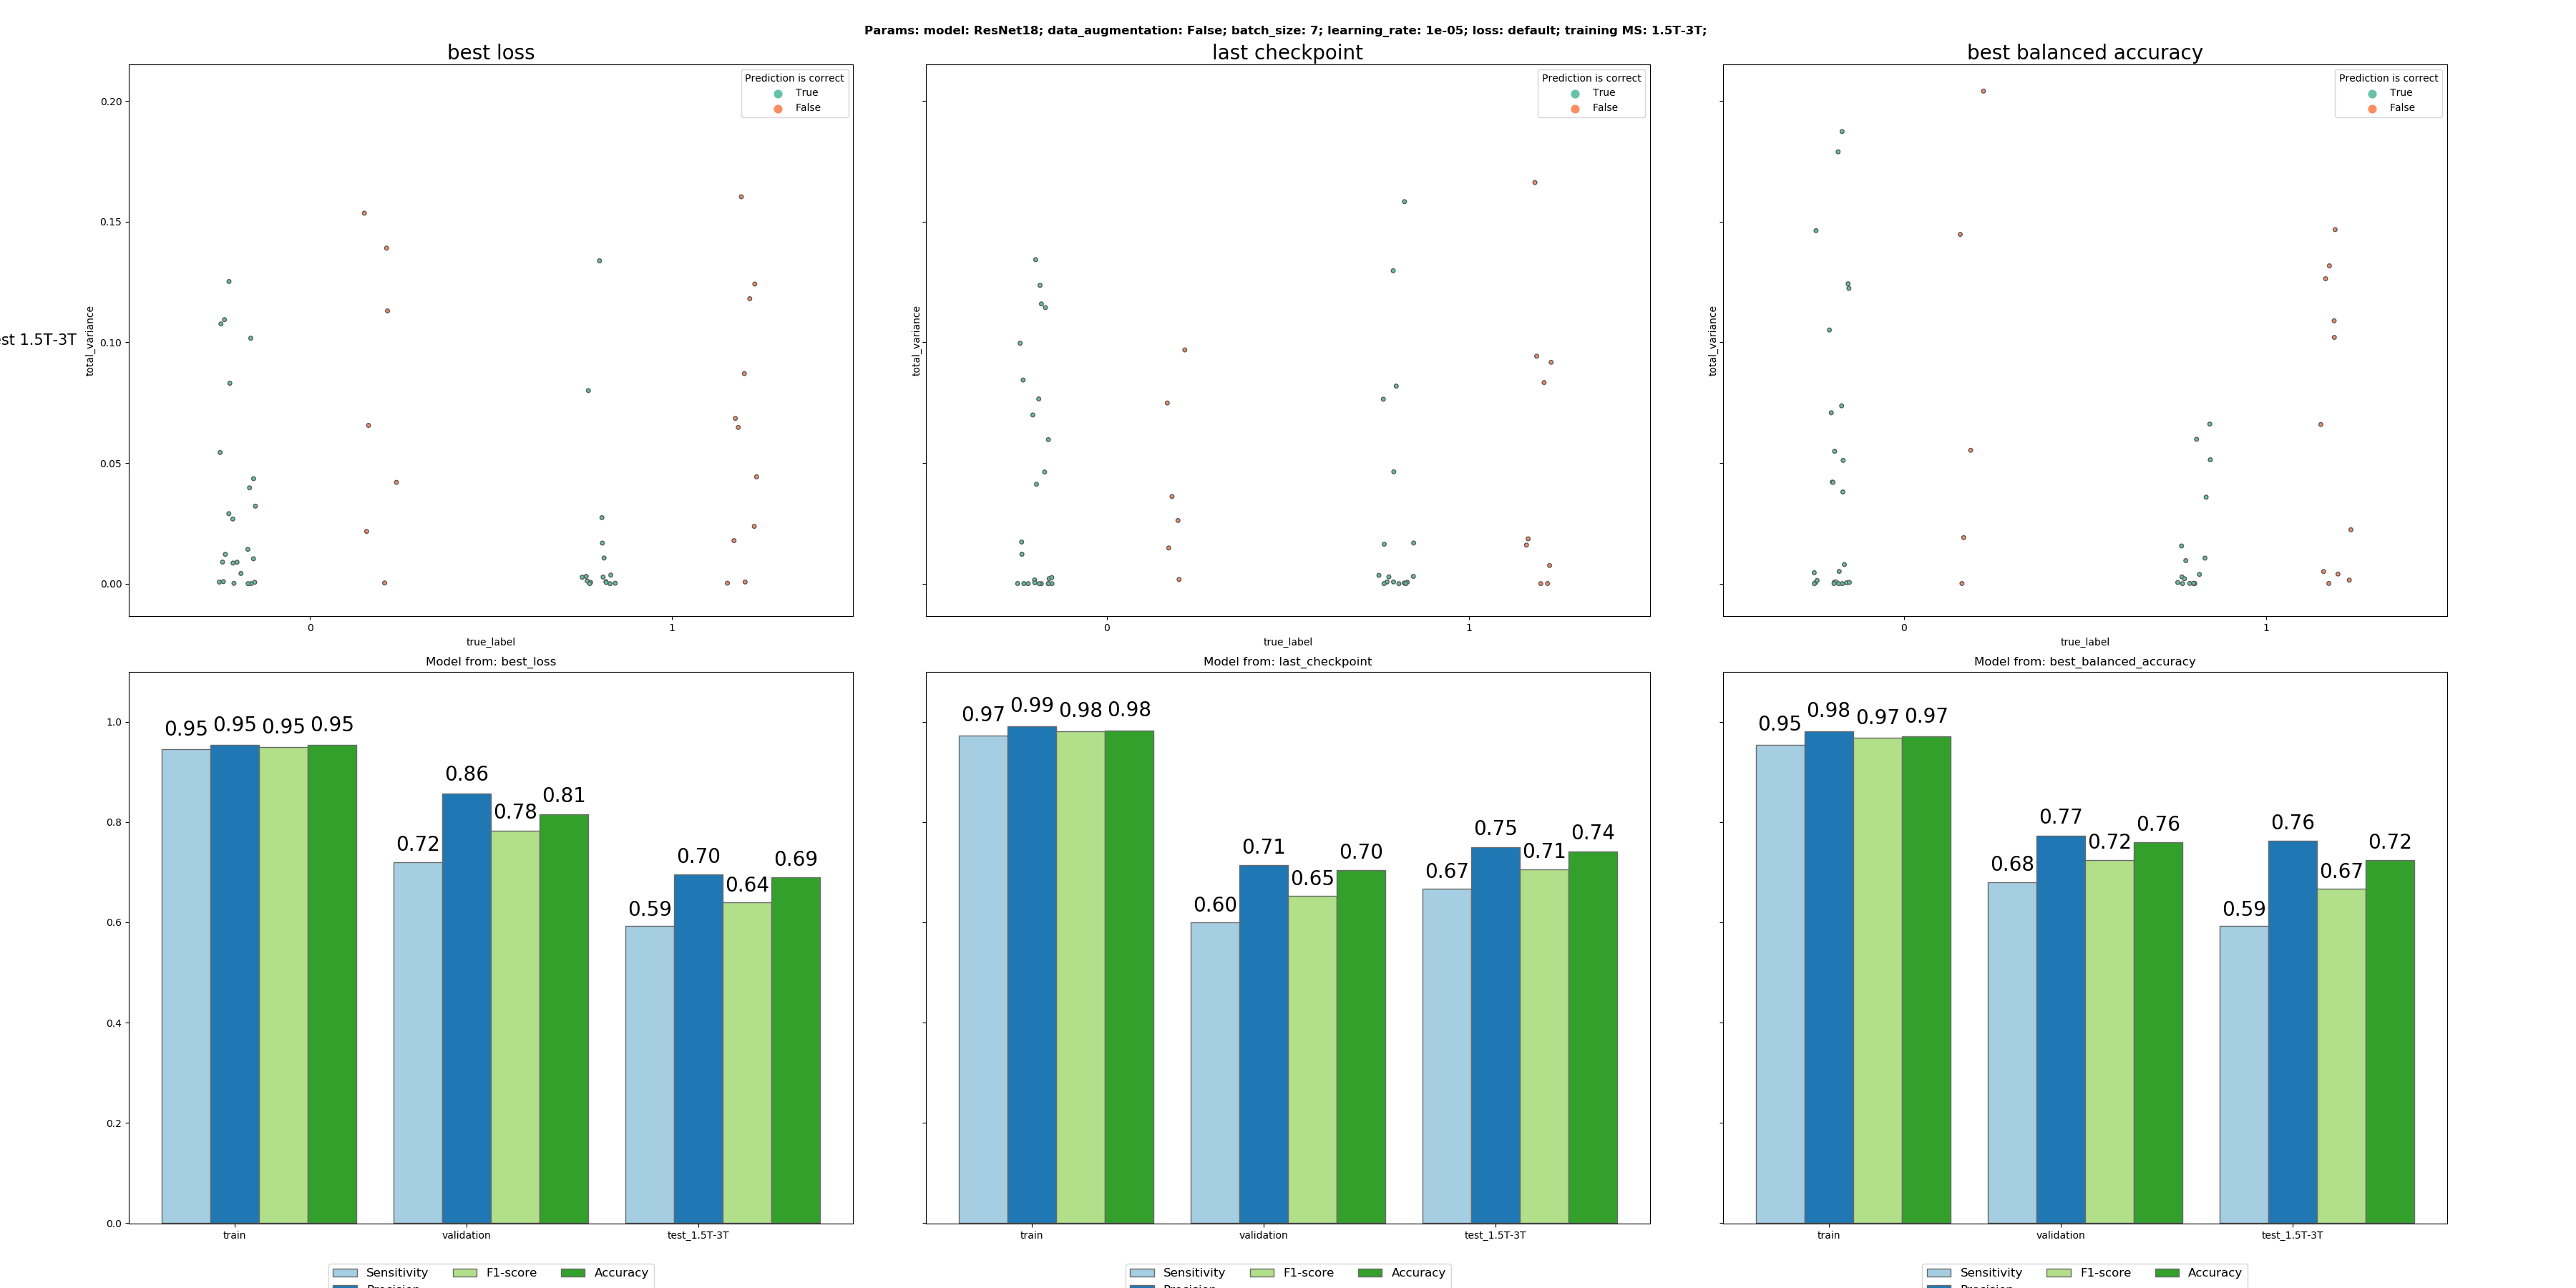 Params: model: ResNet18; data_augmentation: False; batch_size: 7; learning_rate: 1e-05; loss: default; training MS: 1.5T-3T;
best loss
last checkpoint
best balanced accuracy
Prediction is correct
True
False
Prediction is correct
True
False
Prediction is correct
True
False
0.20
0.15
0.10
0.05
0.00
est 1.5T-3T
total_variance
total_variance
total_variance
0 1
0 1
0 1
true_label
true_label
true_label
Model from: best_loss
Model from: last_checkpoint
Model from: best_balanced_accuracy
1.0
0.8
0.6
0.4
0.2
0.0
0.95 0.95 0.95 0.95
0.72 0.86 0.78 0.81
0.59 0.70 0.64 0.69
0.97 0.99 0.98 0.98
0.60 0.71 0.65 0.70
0.67 0.75 0.71 0.74
0.95 0.98 0.97 0.97
0.68 0.77 0.72 0.76
0.59 0.76 0.67 0.72
train validation test_1.5T-3T
train validation test_1.5T-3T
train validation test_1.5T-3T
Sensitivity F1-score Accuracy
Precision
Sensitivity F1-score Accuracy
Precision
Sensitivity F1-score Accuracy
Precision